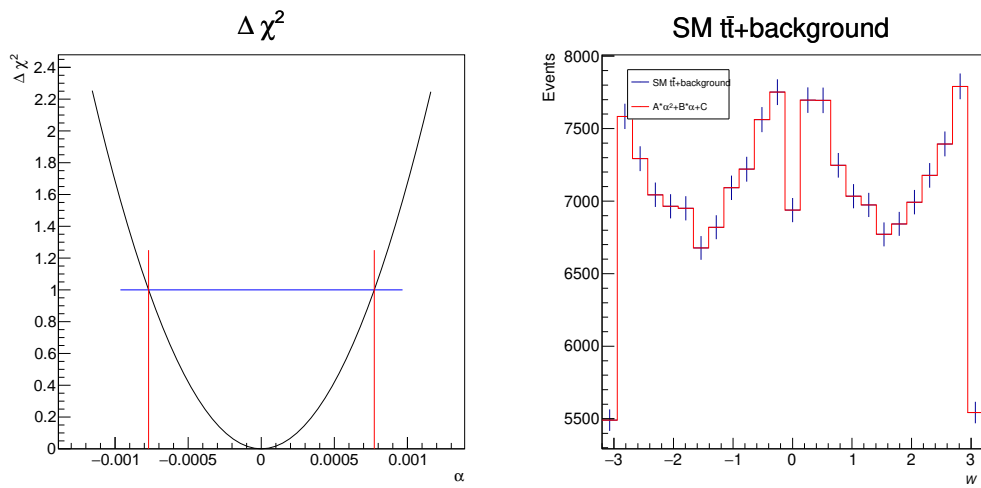 Δ χ²
Δ χ²
2.4
2.2
2
1.8
1.6
1.4
1.2
1
0.8
0.6
0.4
0.2
0
−0.001 −0.0005 0 0.0005 0.001
α
SM tt̄+background
Events
8000
7500
7000
6500
6000
5500
SM tt̄+background
A*α²+B*α+C
−3 −2 −1 0 1 2 3
w